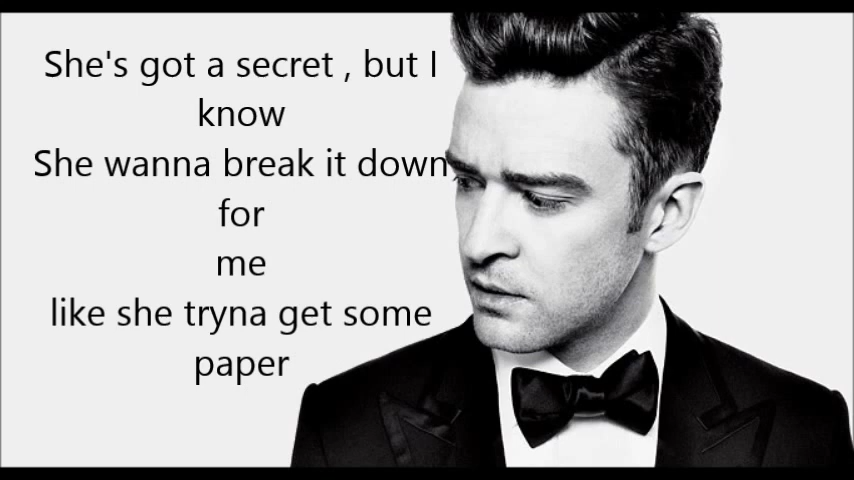 She's got a secret , but I
know
She wanna break it down
for
me
like she tryna get some
paper